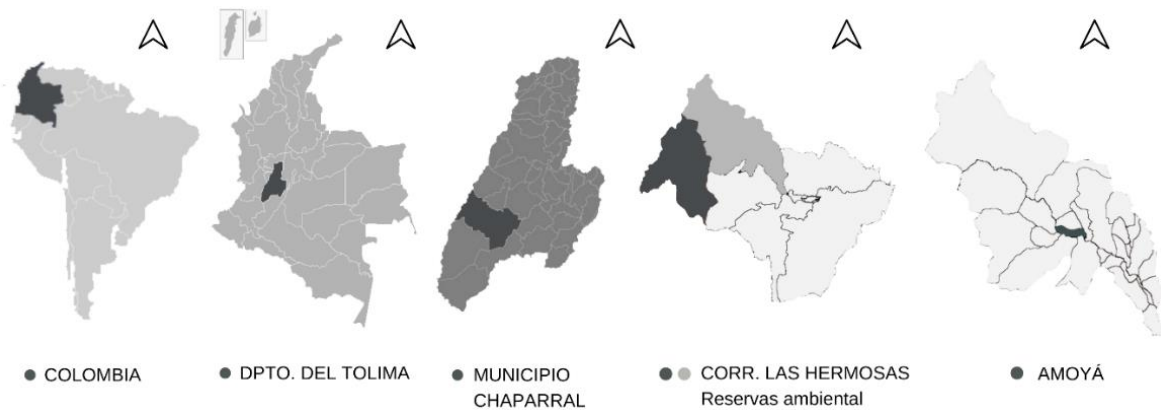 COLOMBIA
DPTO. DEL TOLIMA
MUNICIPIO
CHAPARRAL
CORR. LAS HERMOSAS
Reservas ambiental
AMOYÁ